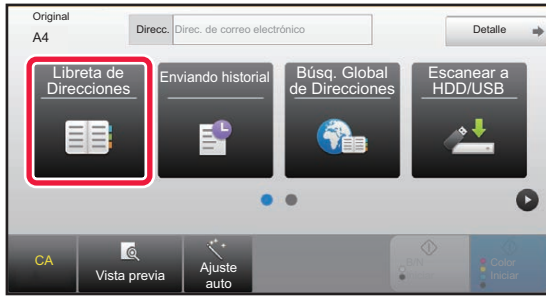 Original
A4
Direcc. Direc. de correo electrónico
Detalle
Libreta de
Direcciones
Enviando historial
Búsq. Global
de Direcciones
Escanear a
HDD/USB
CA
Vista previa
Ajuste
auto
B/N
Iniciar
Color
Iniciar